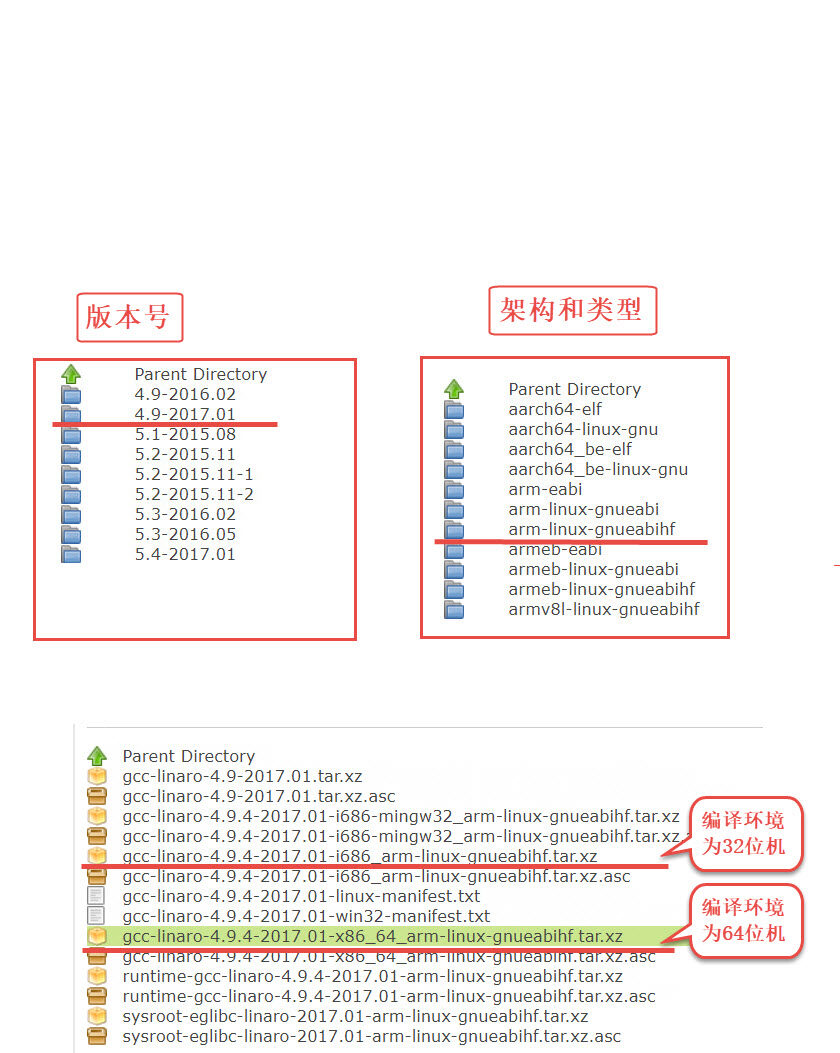 版本号
Parent Directory
4.9-2016.02
4.9-2017.01
5.1-2015.08
5.2-2015.11
5.2-2015.11-1
5.2-2015.11-2
5.3-2016.02
5.3-2016.05
5.4-2017.01
架构和类型
Parent Directory
aarch64-elf
aarch64-linux-gnu
aarch64_be-elf
aarch64_be-linux-gnu
arm-eabi
arm-linux-gnueabi
arm-linux-gnueabihf
armeb-eabi
armeb-linux-gnueabi
armeb-linux-gnueabihf
armv8l-linux-gnueabihf
Parent Directory
gcc-linaro-4.9-2017.01.tar.xz
gcc-linaro-4.9-2017.01.tar.xz.asc
gcc-linaro-4.9.4-2017.01-i686-mingw32_arm-linux-gnueabihf.tar.xz
gcc-linaro-4.9.4-2017.01-i686-mingw32_arm-linux-gnueabihf.tar.xz.
gcc-linaro-4.9.4-2017.01-i686_arm-linux-gnueabihf.tar.xz
gcc-linaro-4.9.4-2017.01-i686_arm-linux-gnueabihf.tar.xz.asc
gcc-linaro-4.9.4-2017.01-linux-manifest.txt
gcc-linaro-4.9.4-2017.01-win32-manifest.txt
gcc-linaro-4.9.4-2017.01-x86_64_arm-linux-gnueabihf.tar.xz
gcc-linaro-4.9.4-2017.01-x86_64_arm-linux-gnueabihf.tar.xz.asc
runtime-gcc-linaro-4.9.4-2017.01-arm-linux-gnueabihf.tar.xz
runtime-gcc-linaro-4.9.4-2017.01-arm-linux-gnueabihf.tar.xz.asc
sysroot-eglibc-linaro-2017.01-arm-linux-gnueabihf.tar.xz
sysroot-eglibc-linaro-2017.01-arm-linux-gnueabihf.tar.xz.asc
编译环境
为32位机
编译环境
为64位机